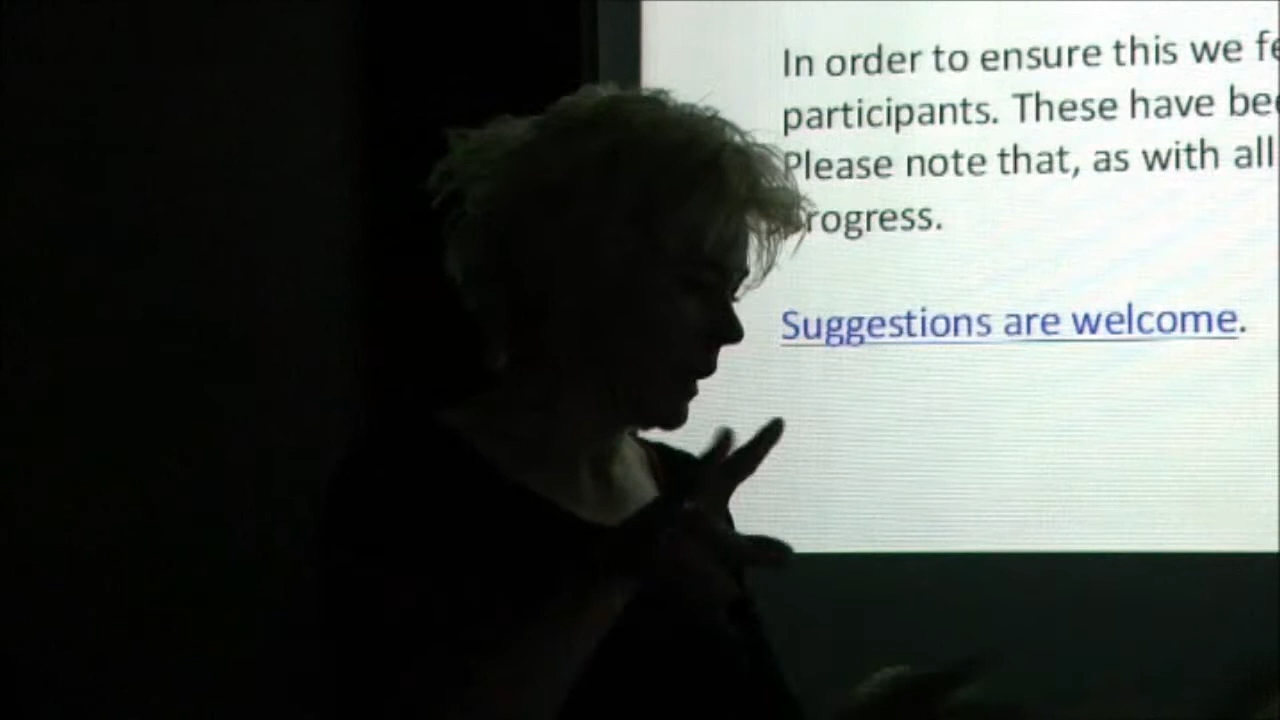 In order to ensure this we
participants. These have
Please note that, as with all
rogress.
Suggestions are welcome.